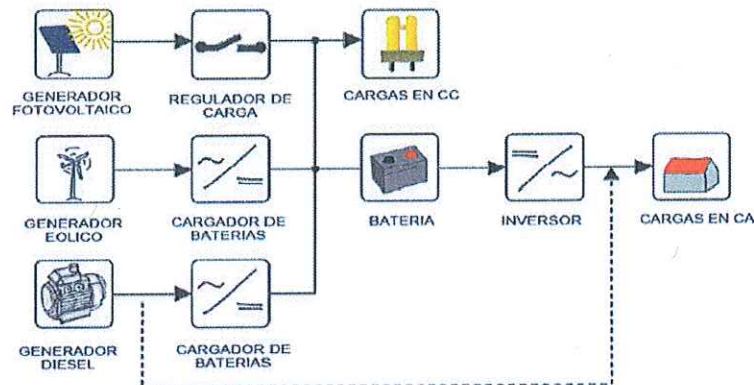 GENERADOR
FOTOVOLTAICO
REGULADOR DE
CARGA
CARGAS EN CC
GENERADOR
EOLICO
CARGADOR DE
BATERIAS
BATERIA
INVERSOR
CARGAS EN CA
GENERADOR
DIESEL
CARGADOR DE
BATERIAS